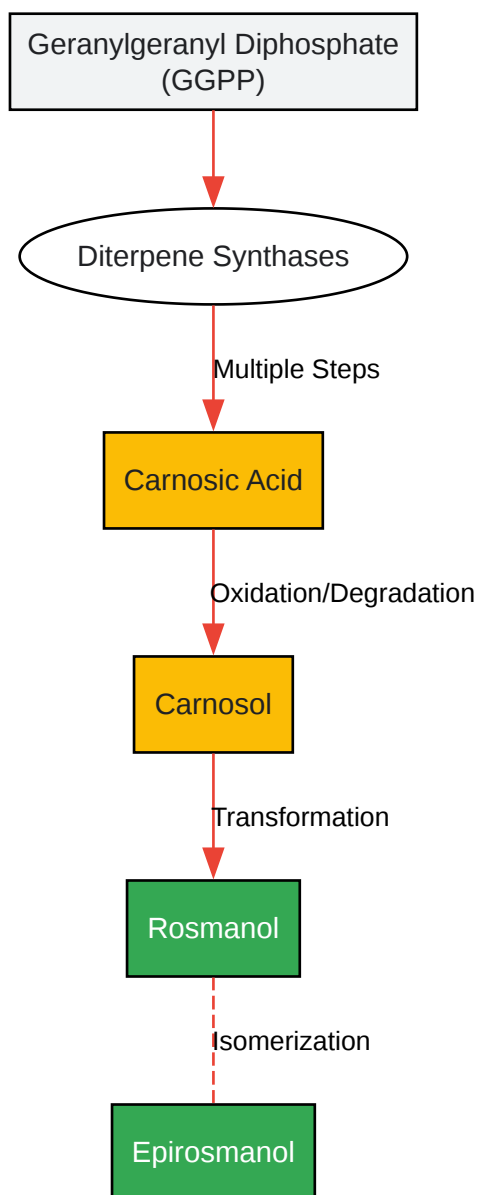 Geranylgeranyl Diphosphate
(GGPP)
Diterpene Synthases
Multiple Steps
Carnosic Acid
Oxidation/Degradation
Carnosol
Transformation
Rosmanol
Isomerization
Epirosmanol